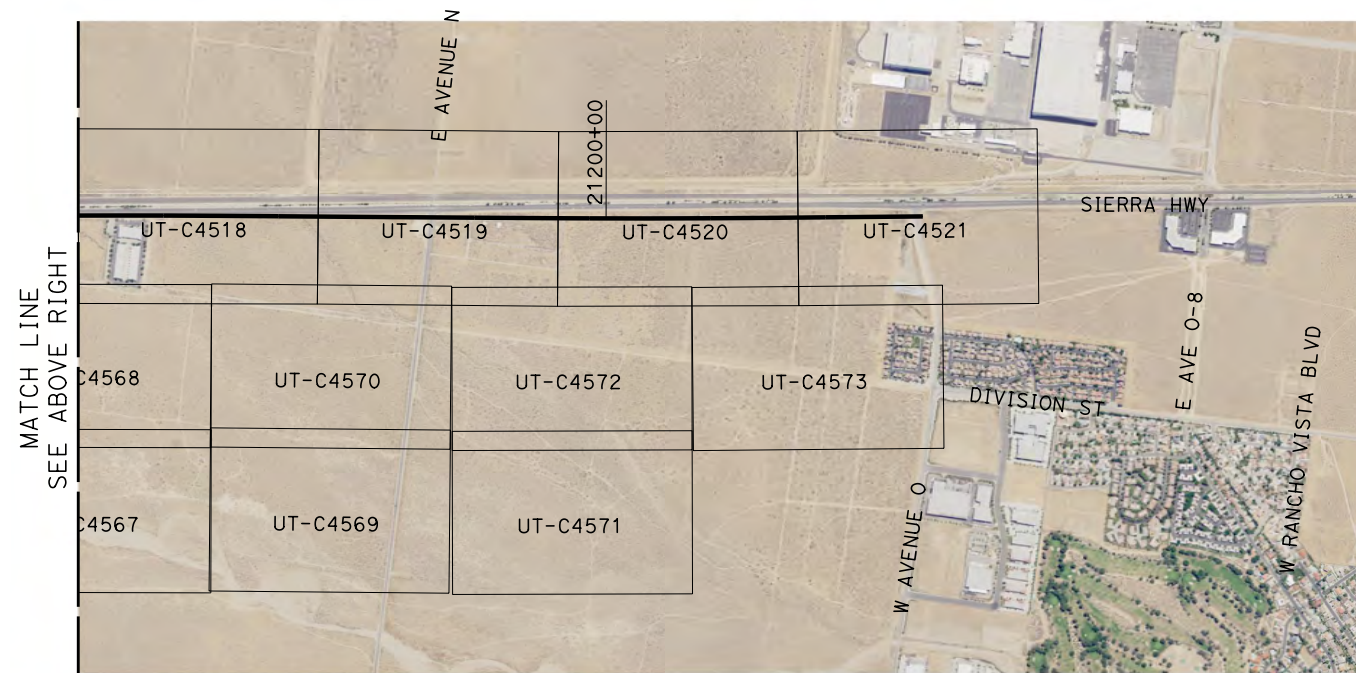 E AVENUE N
21200+00
SIERRA HWY
UT-C4518
UT-C4519
UT-C4520
UT-C4521
MATCH LINE
SEE ABOVE RIGHT
C4568
UT-C4570
UT-C4572
UT-C4573
DIVISION ST
E AVE O-8
W RANCHO VISTA BLVD
C4567
UT-C4569
UT-C4571
W AVENUE O